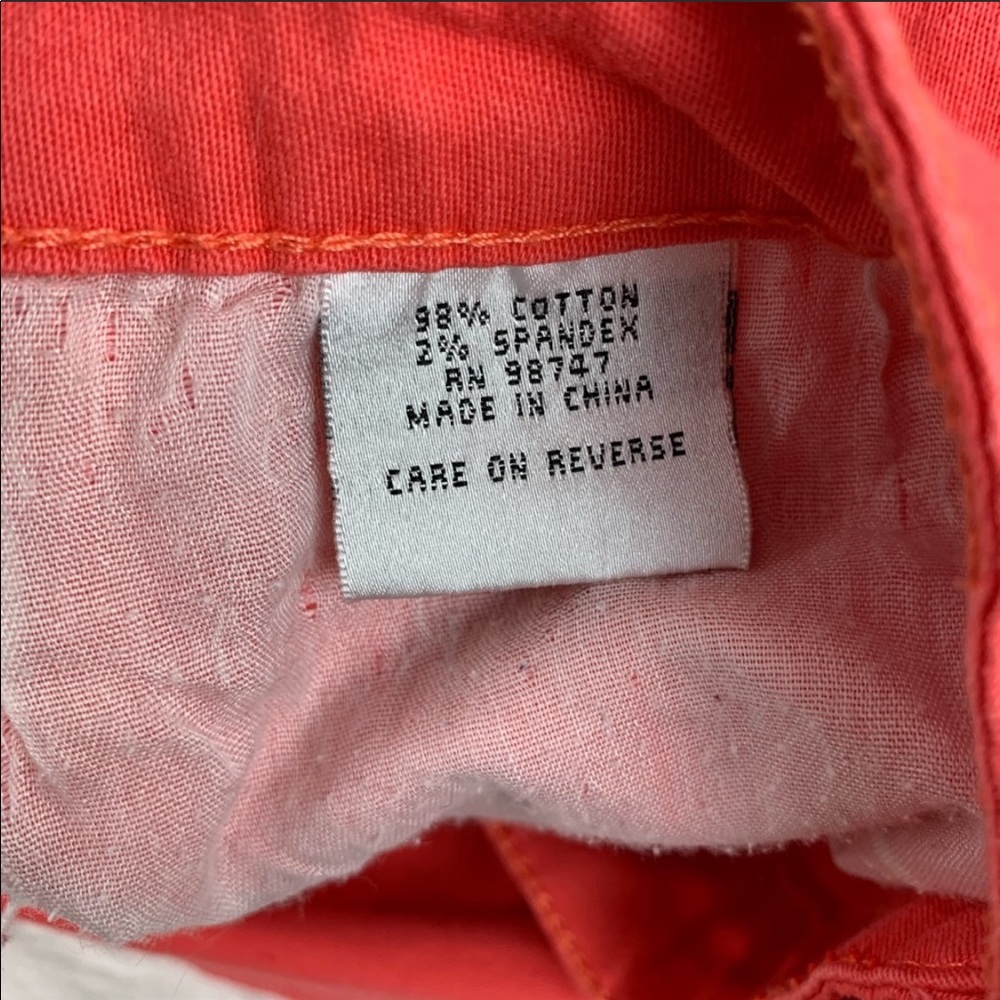 98% COTTON
2% SPANDEX
RN 98747
MADE IN CHINA
CARE ON REVERSE